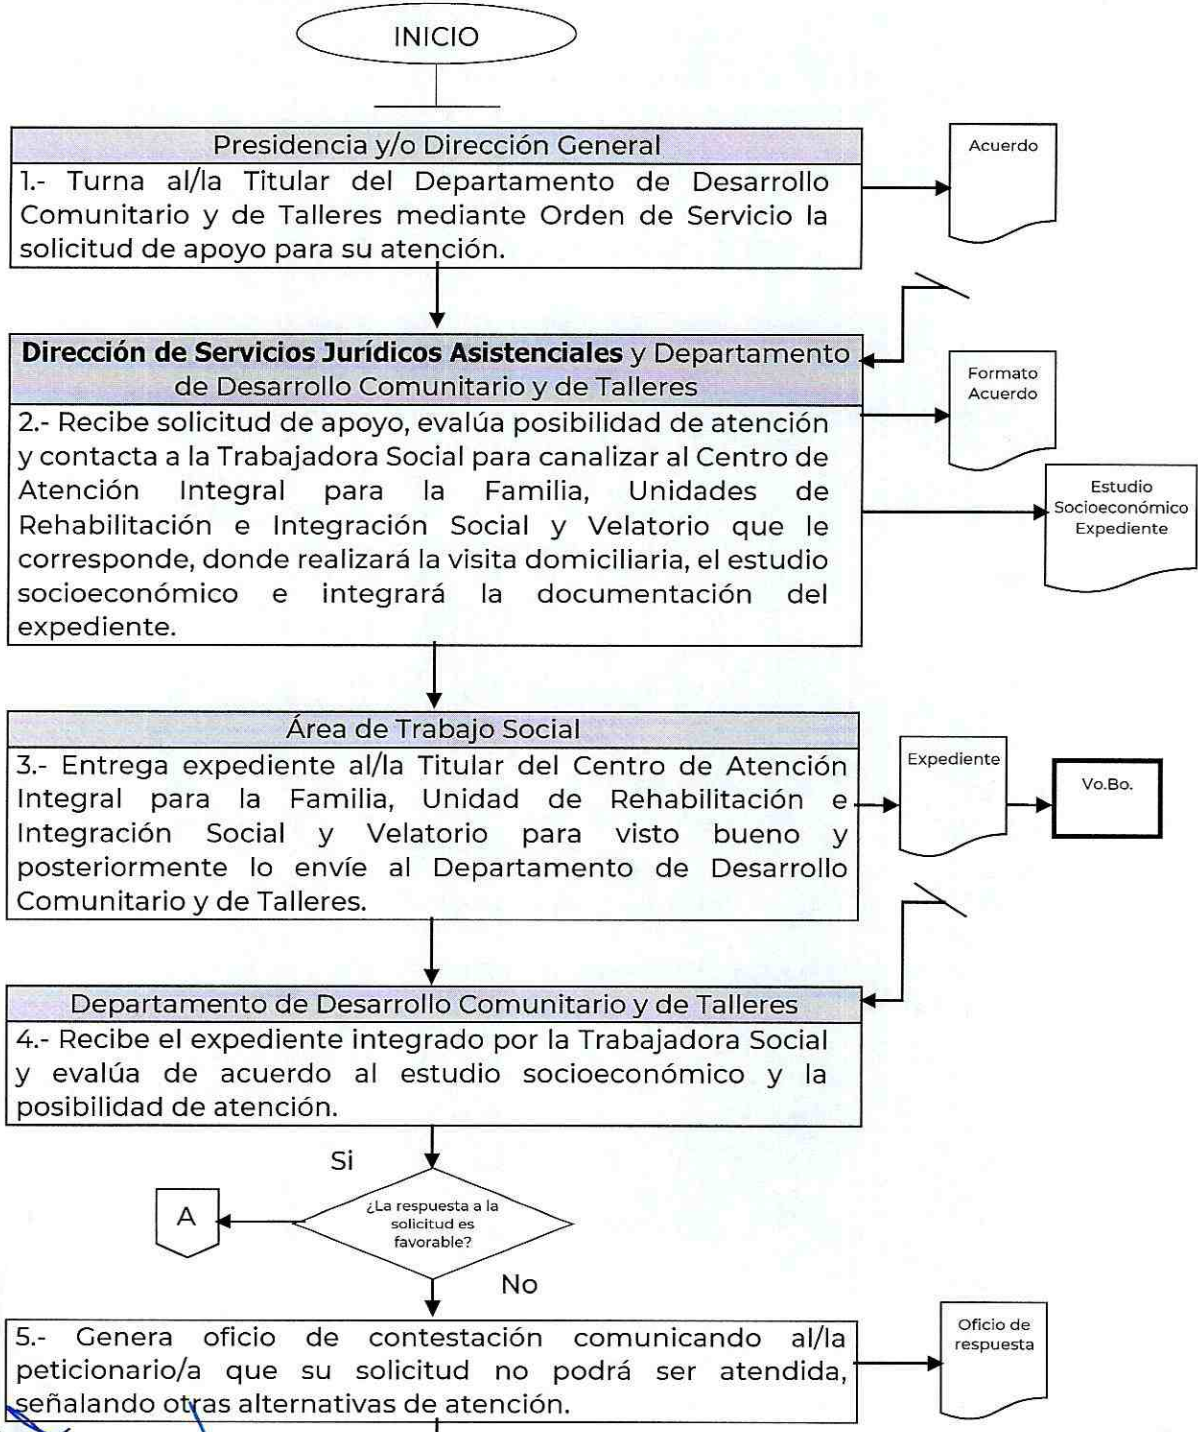 INICIO
Presidencia y/o Dirección General
1.- Turna al/la Titular del Departamento de Desarrollo
Comunitario y de Talleres mediante Orden de Servicio la
solicitud de apoyo para su atención.
Acuerdo
Dirección de Servicios Jurídicos Asistenciales y Departamento
de Desarrollo Comunitario y de Talleres
2.- Recibe solicitud de apoyo, evalúa posibilidad de atención
y contacta a la Trabajadora Social para canalizar al Centro de
Atención Integral para la Familia, Unidades de
Rehabilitación e Integración Social y Velatorio que le
corresponde, donde realizará la visita domiciliaria, el estudio
socioeconómico e integrará la documentación del
expediente.
Formato
Acuerdo
Estudio
Socioeconómico
Expediente
Área de Trabajo Social
3.- Entrega expediente al/la Titular del Centro de Atención
Integral para la Familia, Unidad de Rehabilitación e
Integración Social y Velatorio para visto bueno y
posteriormente lo envíe al Departamento de Desarrollo
Comunitario y de Talleres.
Expediente
Vo.Bo.
Departamento de Desarrollo Comunitario y de Talleres
4.- Recibe el expediente integrado por la Trabajadora Social
y evalúa de acuerdo al estudio socioeconómico y la
posibilidad de atención.
Si
A
¿La respuesta a la
solicitud es
favorable?
No
5.- Genera oficio de contestación comunicando al/la
peticionario/a que su solicitud no podrá ser atendida,
señalando otras alternativas de atención.
Oficio de
respuesta